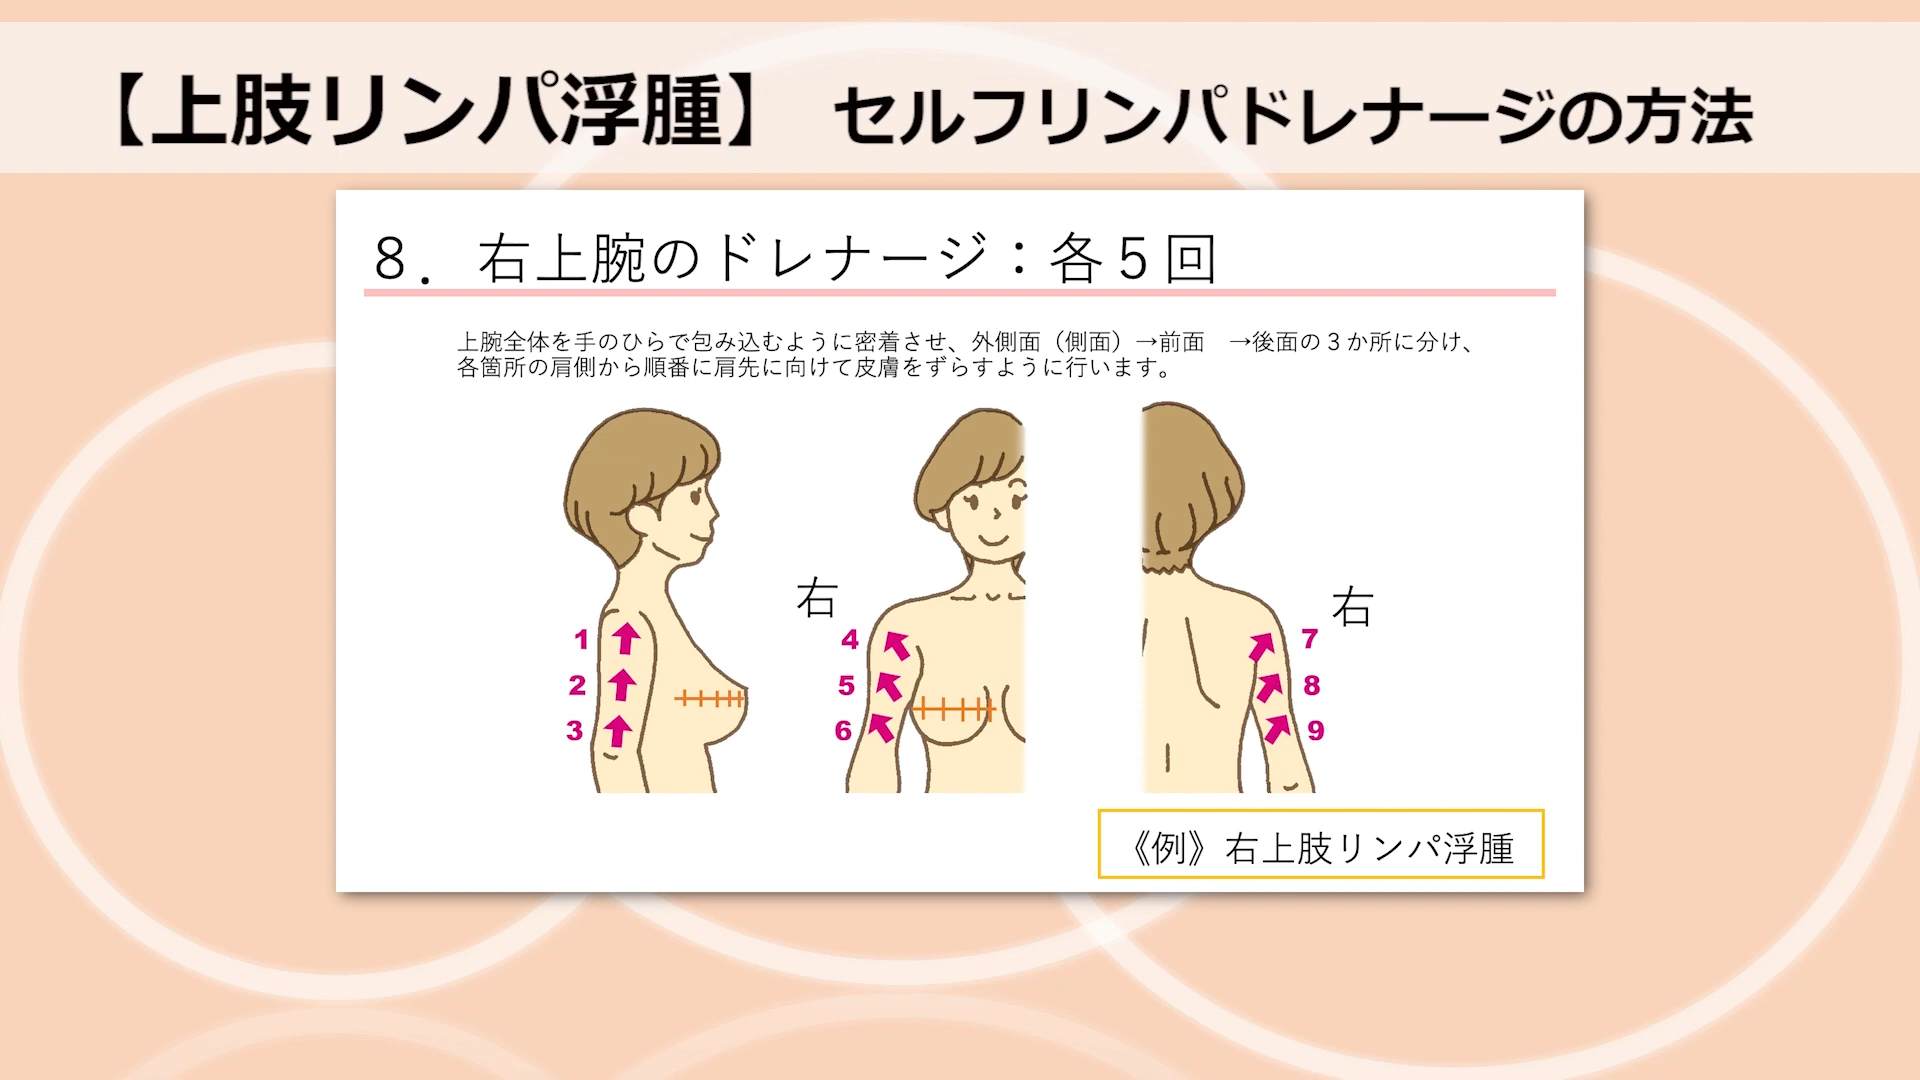 【上肢リンパ浮腫】 セルフリンパドレナージの方法
８．右上腕のドレナージ：各５回
上腕全体を手のひらで包み込むように密着させ、外側面（側面）→前面　→後面の３か所に分け、
各箇所の肩側から順番に肩先に向けて皮膚をずらすように行います。
1
2
3
右
4
5
6
右
7
8
9
《例》右上肢リンパ浮腫